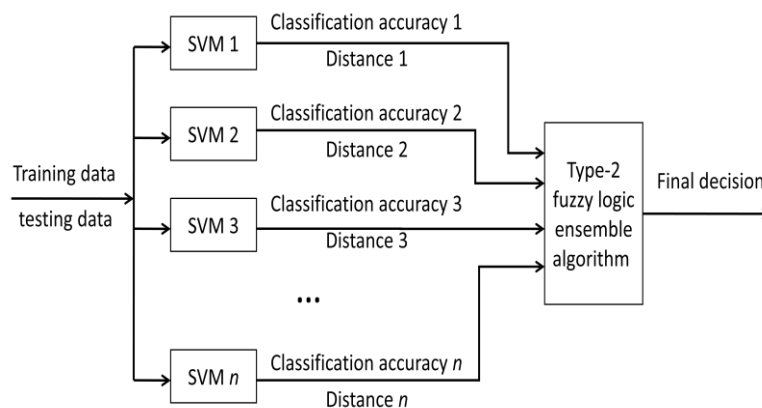 Training data
testing data
SVM 1
Classification accuracy 1
Distance 1
SVM 2
Classification accuracy 2
Distance 2
SVM 3
Classification accuracy 3
Distance 3
...
SVM n
Classification accuracy n
Distance n
Type-2
fuzzy logic
ensemble
algorithm
Final decision